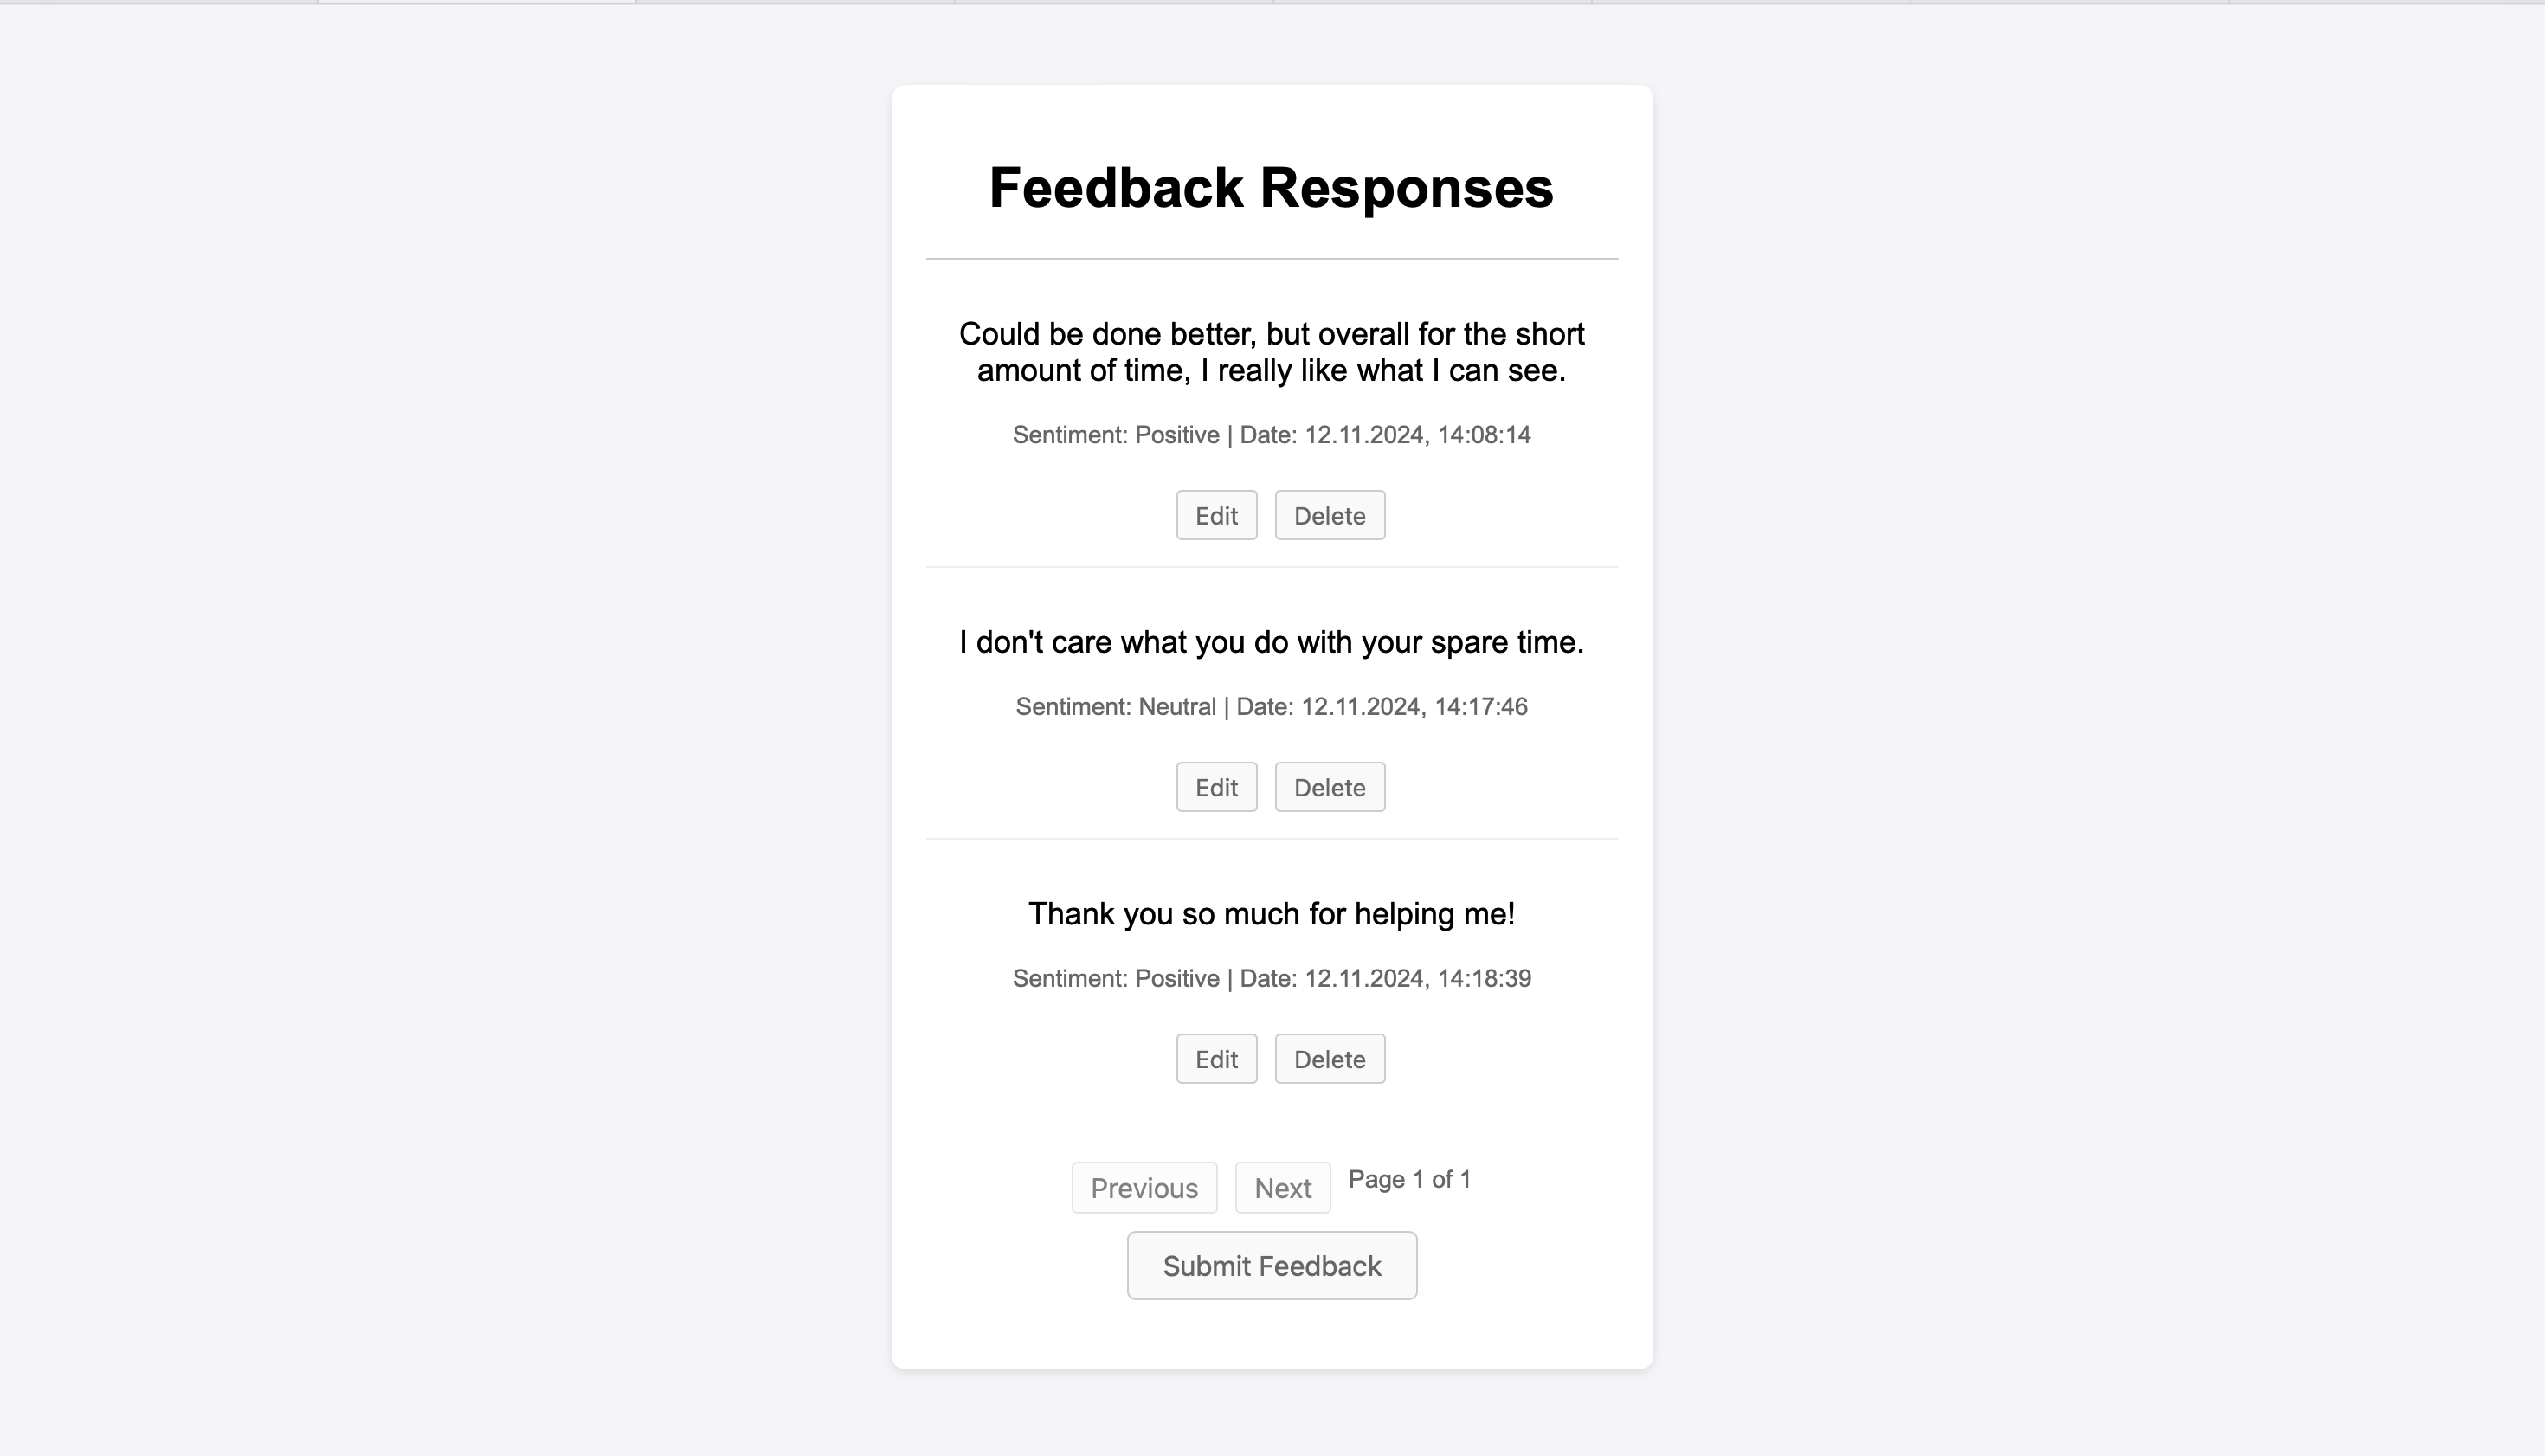 Feedback Responses
Could be done better, but overall for the short
amount of time, I really like what I can see.
Sentiment: Positive | Date: 12.11.2024, 14:08:14
Edit Delete
I don't care what you do with your spare time.
Sentiment: Neutral | Date: 12.11.2024, 14:17:46
Edit Delete
Thank you so much for helping me!
Sentiment: Positive | Date: 12.11.2024, 14:18:39
Edit Delete
Previous Next Page 1 of 1
Submit Feedback